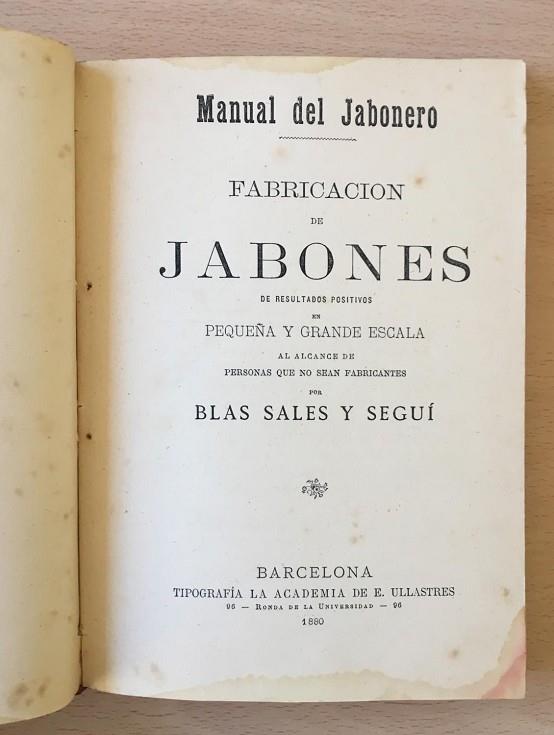 Manual del Jabonero
FABRICACION
DE
JABONES
DE RESULTADOS POSITIVOS
EN
PEQUEÑA Y GRANDE ESCALA
AL ALCANCE DE
PERSONAS QUE NO SEAN FABRICANTES
POR
BLAS SALES Y SEGUÍ
BARCELONA
TIPOGRAFÍA LA ACADEMIA DE E. ULLASTRES
96 — RONDA DE LA UNIVERSIDAD — 96
1880